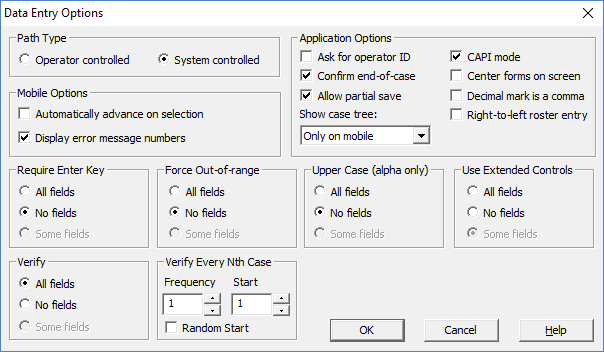 Data Entry Options
Path Type
Operator controlled
System controlled
Mobile Options
Automatically advance on selection
Display error message numbers
Application Options
Ask for operator ID
Confirm end-of-case
Allow partial save
Show case tree:
Only on mobile
CAPI mode
Center forms on screen
Decimal mark is a comma
Right-to-left roster entry
Require Enter Key
All fields
No fields
Some fields
Force Out-of-range
All fields
No fields
Some fields
Upper Case (alpha only)
All fields
No fields
Some fields
Use Extended Controls
All fields
No fields
Some fields
Verify
All fields
No fields
Some fields
Verify Every Nth Case
Frequency Start
1 1
Random Start
OK
Cancel
Help